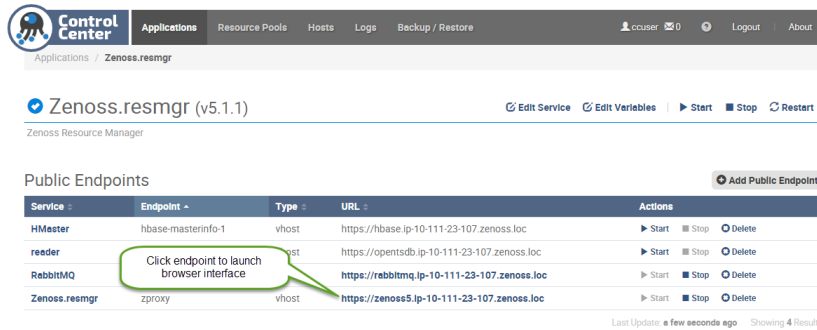 Control Center Applications Resource Pools Hosts Logs Backup / Restore ccuser 0 Logout About
Applications / Zenoss.resmgr
Zenoss.resmgr (v5.1.1) Edit Service Edit Variables Start Stop Restart
Zenoss Resource Manager
Public Endpoints Add Public Endpoint
Service Endpoint Type URL Actions
HMaster hbase-masterinfo-1 vhost https://hbase.ip-10-111-23-107.zenoss.loc Start Stop Delete
reader vhost https://opentsdb.ip-10-111-23-107.zenoss.loc Start Stop Delete
Click endpoint to launch
browser interface
RabbitMQ https://rabbitmq.ip-10-111-23-107.zenoss.loc Start Stop Delete
Zenoss.resmgr zproxy vhost https://zenoss5.ip-10-111-23-107.zenoss.loc Start Stop Delete
Last Update: a few seconds ago Showing 4 Result